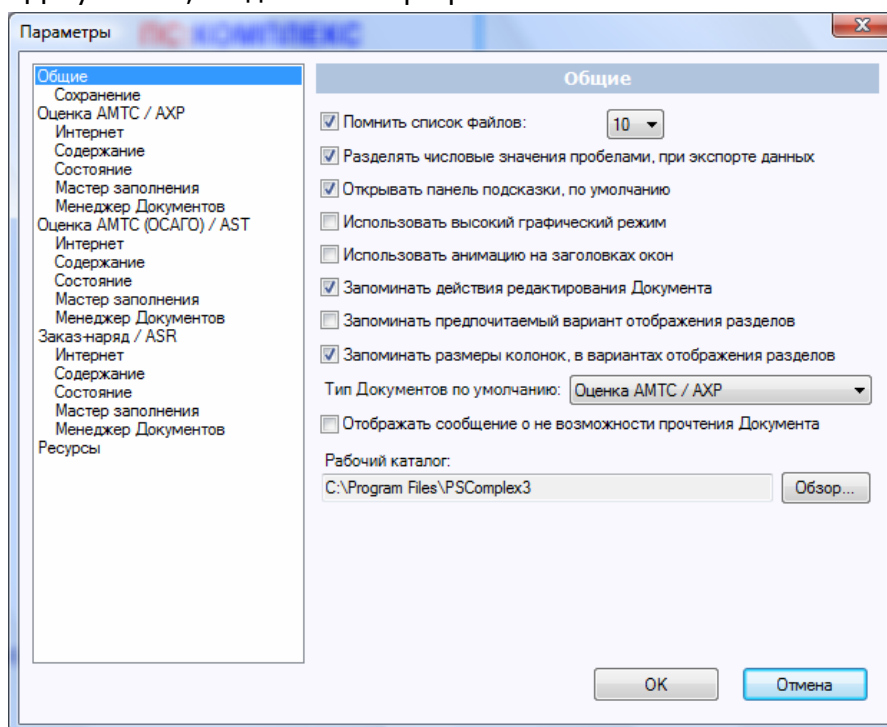 Параметры
ПС КОМПЛЕКС
Общие
Сохранение
Оценка АМТС / AXP
Интернет
Содержание
Состояние
Мастер заполнения
Менеджер Документов
Оценка АМТС (ОСАГО) / AST
Интернет
Содержание
Состояние
Мастер заполнения
Менеджер Документов
Заказ-наряд / ASR
Интернет
Содержание
Состояние
Мастер заполнения
Менеджер Документов
Ресурсы
Общие
Помнить список файлов: 10
Разделять числовые значения пробелами, при экспорте данных
Открывать панель подсказки, по умолчанию
Использовать высокий графический режим
Использовать анимацию на заголовках окон
Запоминать действия редактирования Документа
Запоминать предпочитаемый вариант отображения разделов
Запоминать размеры колонок, в вариантах отображения разделов
Тип Документов по умолчанию: Оценка АМТС / AXP
Отображать сообщение о не возможности прочтения Документа
Рабочий каталог:
C:\Program Files\PSComplex3 Обзор...
OK Отмена